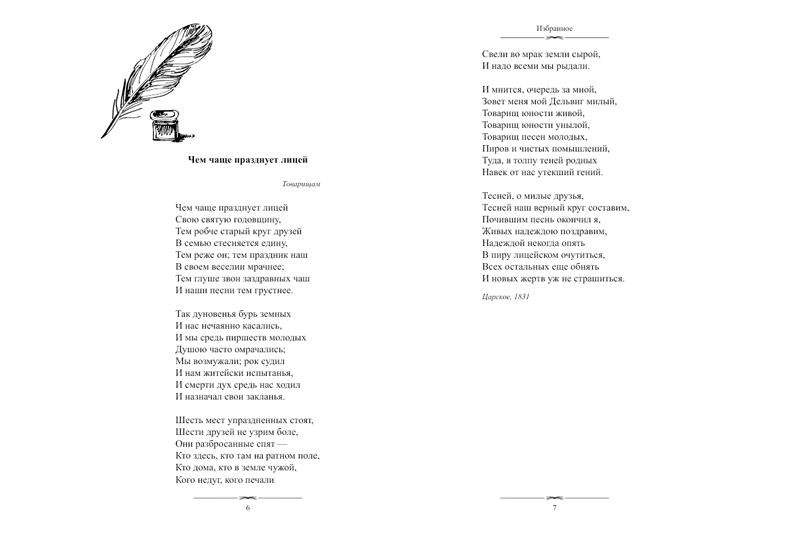 Чем чаще празднует лицей
Товарищам
Чем чаще празднует лицей
Свою святую годовщину,
Тем робче старый круг друзей
В семью стесняется едину,
Тем реже он; тем праздник наш
В своем веселии мрачнее;
Тем глуше звон заздравных чаш
И наши песни тем грустнее.
Так дуновенья бурь земных
И нас нечаянно касались,
И мы средь пиршеств молодых
Душою часто омрачались;
Мы возмужали; рок судил
И нам житейски испытанья,
И смерти дух средь нас ходил
И назначал свои закланья.
Шесть мест упраздненных стоят,
Шести друзей не узрим боле,
Они разбросанные спят —
Кто здесь, кто там на ратном поле,
Кто дома, кто в земле чужой,
Кого недуг, кого печали
6
Избранное
Свели во мрак земли сырой,
И надо всеми мы рыдали.
И мнится, очередь за мной,
Зовет меня мой Дельвиг милый,
Товарищ юности живой,
Товарищ юности унылой,
Товарищ песен молодых,
Пиров и чистых помышлений,
Туда, в толпу теней родных
Навек от нас утекший гений.
Тесней, о милые друзья,
Тесней наш верный круг составим,
Почившим песнь окончил я,
Живых надеждою поздравим,
Надеждой некогда опять
В пиру лицейском очутиться,
Всех остальных еще обнять
И новых жертв уж не страшиться.
Царское, 1831
7